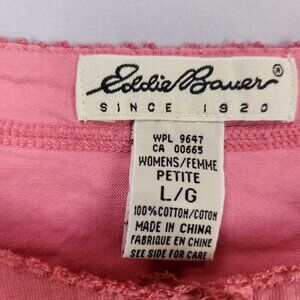 Eddie Bauer®
SINCE 1920
WPL 9647
CA 00665
WOMENS/FEMME
PETITE
L/G
100% COTTON/COTON
MADE IN CHINA
FABRIQUE EN CHINE
SEE SIDE FOR CARE